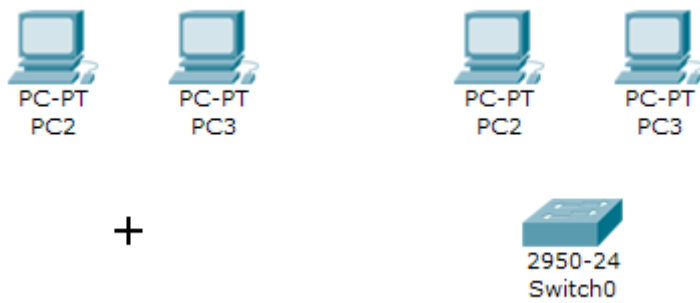 PC-PT PC-PT PC-PT PC-PT
PC2 PC3 PC2 PC3
2950-24
Switch0